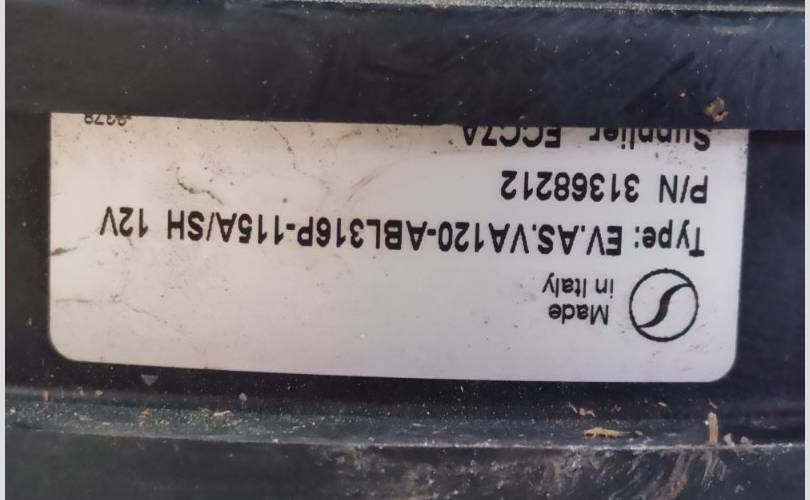 Made
in Italy
Type: EV.AS.VA120-ABL316P-115A/SH 12V
P/N 31368212
Supplier ECC7A